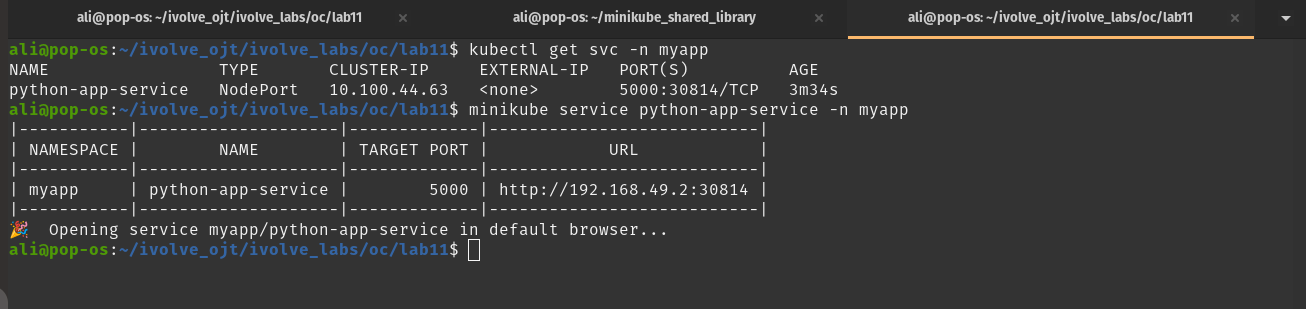 ali@pop-os: ~/ivolve_ojt/ivolve_labs/oc/lab11 × ali@pop-os: ~/minikube_shared_library × ali@pop-os: ~/ivolve_ojt/ivolve_labs/oc/lab11 ×
ali@pop-os:~/ivolve_ojt/ivolve_labs/oc/lab11$ kubectl get svc -n myapp
NAME                 TYPE       CLUSTER-IP     EXTERNAL-IP   PORT(S)          AGE
python-app-service   NodePort   10.100.44.63   <none>        5000:30814/TCP   3m34s
ali@pop-os:~/ivolve_ojt/ivolve_labs/oc/lab11$ minikube service python-app-service -n myapp
|-----------|--------------------|-------------|---------------------------|
| NAMESPACE |        NAME        | TARGET PORT |            URL            |
|-----------|--------------------|-------------|---------------------------|
| myapp     | python-app-service |        5000 | http://192.168.49.2:30814 |
|-----------|--------------------|-------------|---------------------------|
🎉  Opening service myapp/python-app-service in default browser...
ali@pop-os:~/ivolve_ojt/ivolve_labs/oc/lab11$